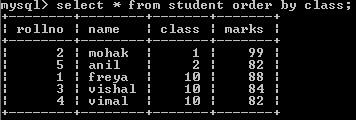 mysql> select * from student order by class;
+--------+--------+-------+-------+
| rollno | name   | class | marks |
+--------+--------+-------+-------+
|      2 | mohak  |     1 |    99 |
|      5 | anil   |     2 |    82 |
|      1 | freya  |    10 |    88 |
|      3 | vishal |    10 |    84 |
|      4 | vimal  |    10 |    82 |
+--------+--------+-------+-------+